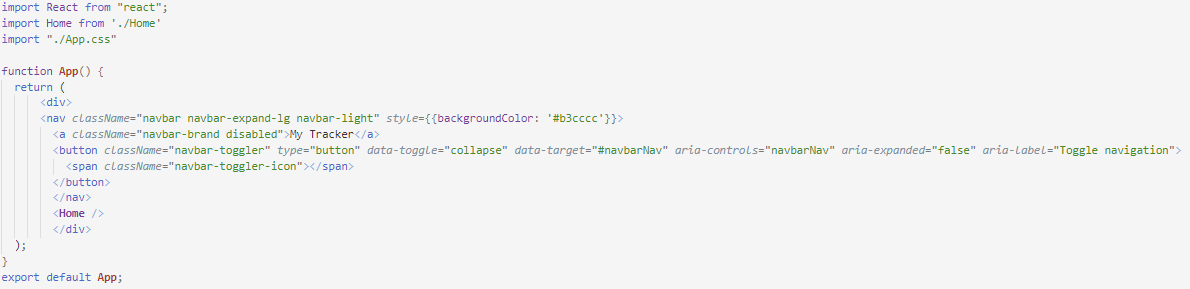 import React from "react";
import Home from './Home'
import "./App.css"
function App() {
return (
<div>
<nav className="navbar navbar-expand-lg navbar-light" style={{backgroundColor: '#b3cccc'}}>
<a className="navbar-brand disabled">My Tracker</a>
<button className="navbar-toggler" type="button" data-toggle="collapse" data-target="#navbarNav" aria-controls="navbarNav" aria-expanded="false" aria-label="Toggle navigation">
<span className="navbar-toggler-icon"></span>
</button>
</nav>
<Home />
</div>
);
}
export default App;